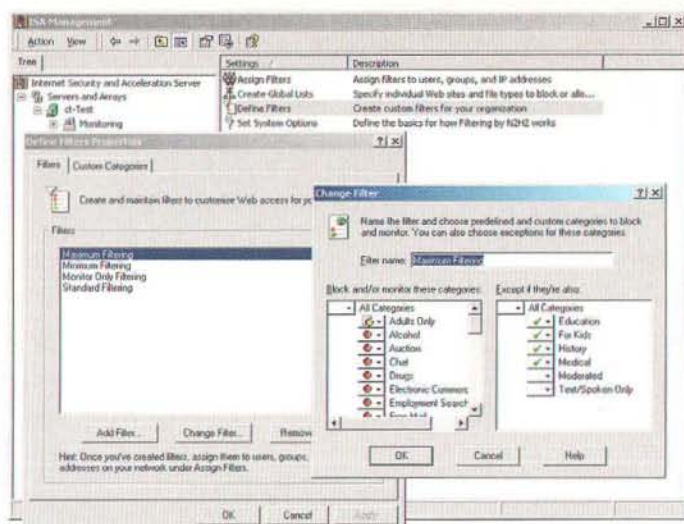 ISA Management
Action View
Tree
Internet Security and Acceleration Server
Servers and Arrays
ct-Test
Monitoring
Settings / Description
Assign Filters Assign filters to users, groups, and IP addresses
Create Global Lists Specify individual Web sites and file types to block or allo...
Define Filters Create custom filters for your organization
Set System Options Define the basics for how Filtering by N2H2 works
Define Filters Properties
Filters Custom Categories
Create and maintain filters to customize Web access for yo
Filters
Maximum Filtering
Minimum Filtering
Monitor Only Filtering
Standard Filtering
Add Filter... Change Filter... Remove
Hint: Once you've created filters, assign them to users, groups,
addresses on your network under Assign Filters.
OK Cancel Apply
Change Filter
Name the filter and choose predefined and custom categories to block
and monitor. You can also choose exceptions for these categories.
Filter name: Maximum Filtering
Block and/or monitor these categories:
All Categories
Adults Only
Alcohol
Auction
Chat
Drugs
Electronic Commerc
Employment Search
Free Mail
Except if they're also:
All Categories
Education
For Kids
History
Medical
Moderated
Text/Spoken Only
OK Cancel Help